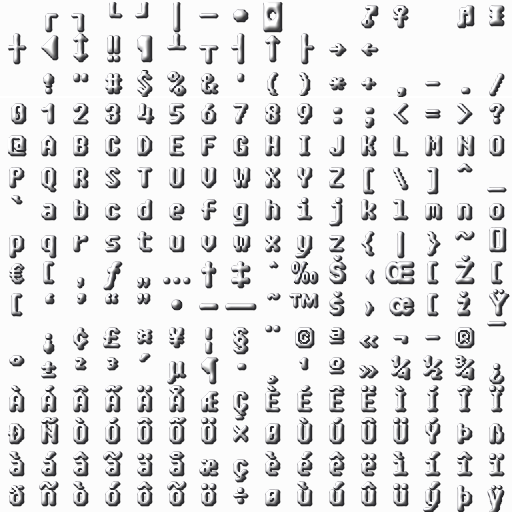 ┌ ┐ └ ┘ │ ─ • ◘ ♂ ♀
┼ ◄ ↕ ‼ ¶ ┴ ┬ ┤ ↑ ├ → ←
! " # $ % & ' ( ) * + , - . /
0 1 2 3 4 5 6 7 8 9 : ; < = > ?
@ A B C D E F G H I J K L M N O
P Q R S T U V W X Y Z [ \ ] ^ _
` a b c d e f g h i j k l m n o
p q r s t u v w x y z { | } ~ ▯
€ [ ‚ ƒ „ … † ‡ ˆ ‰ Š ‹ Œ [ Ž [
[ ‘ ’ “ ” • – — ˜ ™ š › œ [ ž Ÿ
¡ ¢ £ ¤ ¥ ¦ § ¨ © ª « ¬ - ® ¯
° ± ² ³ ´ µ ¶ · ¸ ¹ º » ¼ ½ ¾ ¿
À Á Â Ã Ä Å Æ Ç È É Ê Ë Ì Í Î Ï
Ð Ñ Ò Ó Ô Õ Ö × Ø Ù Ú Û Ü Ý Þ ß
à á â ã ä å æ ç è é ê ë ì í î ï
ð ñ ò ó ô õ ö ÷ ø ù ú û ü ý þ ÿ